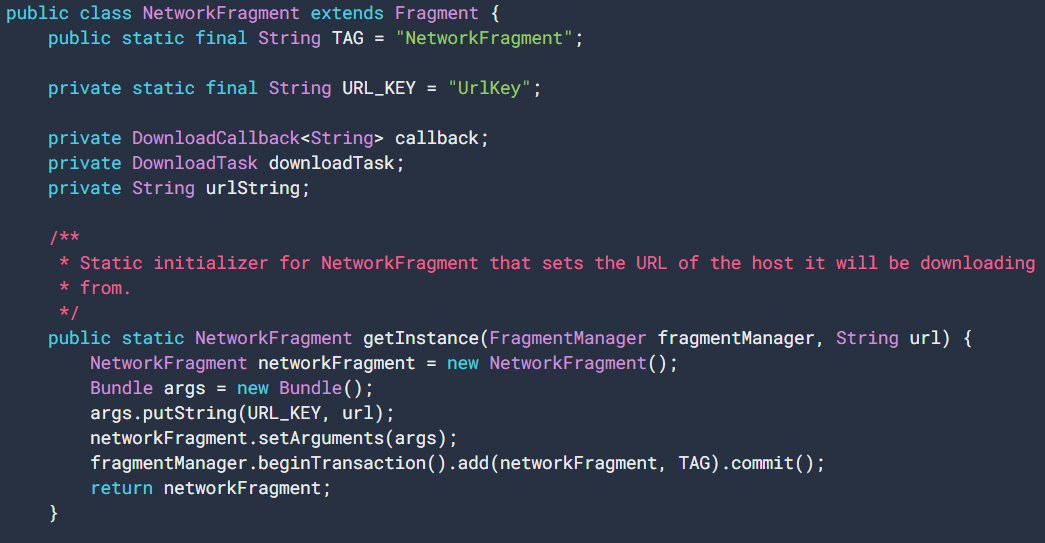 public class NetworkFragment extends Fragment {
    public static final String TAG = "NetworkFragment";

    private static final String URL_KEY = "UrlKey";

    private DownloadCallback<String> callback;
    private DownloadTask downloadTask;
    private String urlString;

    /**
     * Static initializer for NetworkFragment that sets the URL of the host it will be downloading
     * from.
     */
    public static NetworkFragment getInstance(FragmentManager fragmentManager, String url) {
        NetworkFragment networkFragment = new NetworkFragment();
        Bundle args = new Bundle();
        args.putString(URL_KEY, url);
        networkFragment.setArguments(args);
        fragmentManager.beginTransaction().add(networkFragment, TAG).commit();
        return networkFragment;
    }